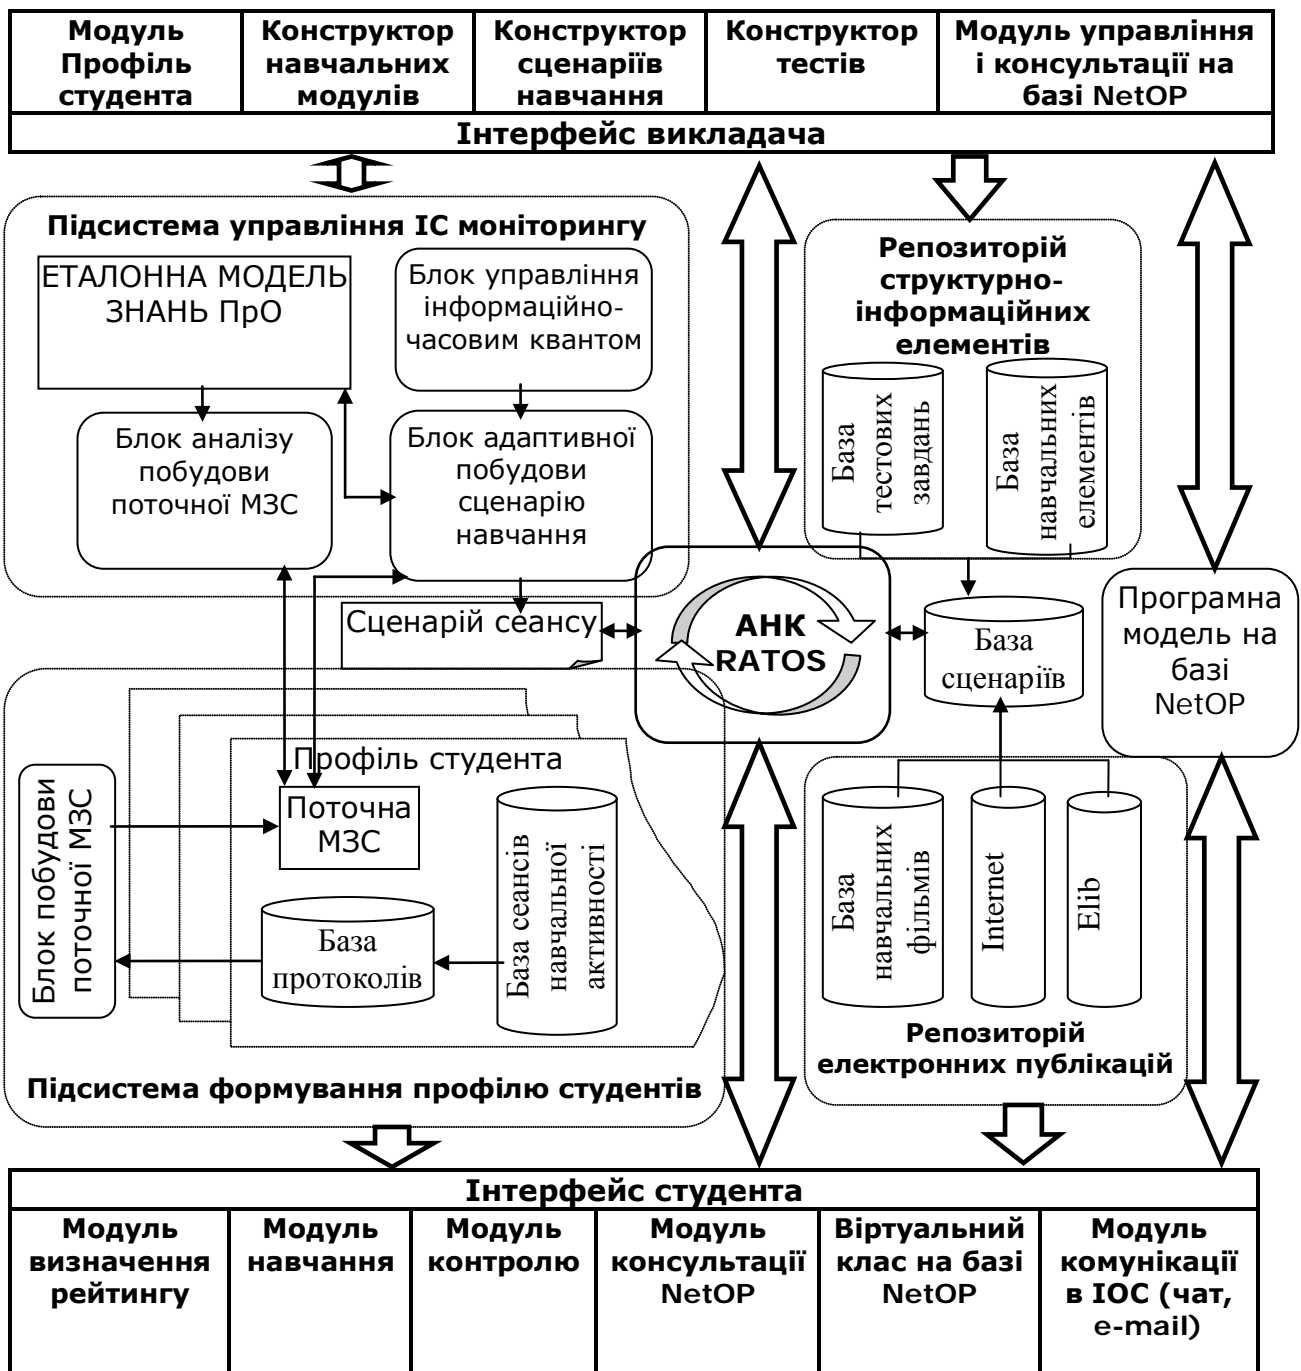 Модуль
Профіль
студента
Конструктор
навчальних
модулів
Конструктор
сценаріїв
навчання
Конструктор
тестів
Модуль управління
і консультації на
базі NetOP
Інтерфейс викладача
Підсистема управління ІС моніторингу
ЕТАЛОННА МОДЕЛЬ
ЗНАНЬ ПрО
Блок управління
інформаційно-
часовим квантом
Блок аналізу
побудови
поточної МЗС
Блок адаптивної
побудови
сценарію
навчання
Репозиторій
структурно-
інформаційних
елементів
База
тестових
завдань
База
навчальних
елементів
Сценарій сеансу
АНК
RATOS
База
сценаріїв
Програмна
модель на
базі
NetOP
Профіль студента
Блок побудови
поточної МЗС
Поточна
МЗС
База
протоколів
База сеансів
навчальної
активності
Підсистема формування профілю студентів
База
навчальних
фільмів
Internet
Elib
Репозиторій
електронних публікацій
Інтерфейс студента
Модуль
визначення
рейтингу
Модуль
навчання
Модуль
контролю
Модуль
консультації
NetOP
Віртуальний
клас на базі
NetOP
Модуль
комунікації
в ІОС (чат,
e-mail)